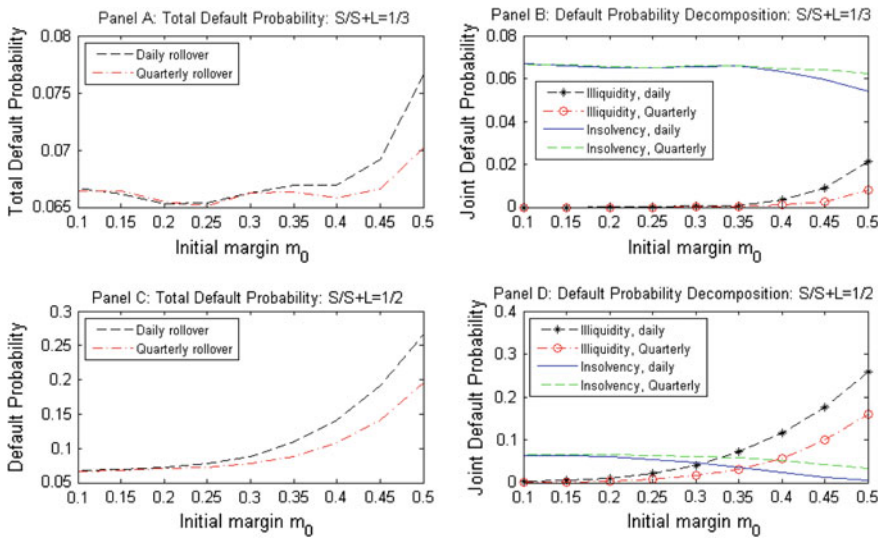 Panel A: Total Default Probability: S/S+L=1/3
Total Default Probability
0.08
0.075
0.07
0.065
Daily rollover
Quarterly rollover
0.1 0.15 0.2 0.25 0.3 0.35 0.4 0.45 0.5
Initial margin m0
Panel B: Default Probability Decomposition: S/S+L=1/3
Joint Default Probability
0.08
0.06
0.04
0.02
0
Illiquidity, daily
Illiquidity, Quarterly
Insolvency, daily
Insolvency, Quarterly
0.1 0.15 0.2 0.25 0.3 0.35 0.40 0.45 0.5
Initial margin m0
Panel C: Total Default Probability: S/S+L=1/2
Default Probability
0.3
0.25
0.2
0.15
0.1
0.05
Daily rollover
Quarterly rollover
0.1 0.15 0.2 0.25 0.3 0.35 0.4 0.45 0.5
Initial margin m0
Panel D: Default Probability Decomposition: S/S+L=1/2
Joint Default Probability
0.4
0.3
0.2
0.1
0
Illiquidity, daily
Illiquidity, Quarterly
Insolvency, daily
Insolvency, Quarterly
0.1 0.15 0.2 0.25 0.3 0.35 0.4 0.45 0.5
Initial margin m0